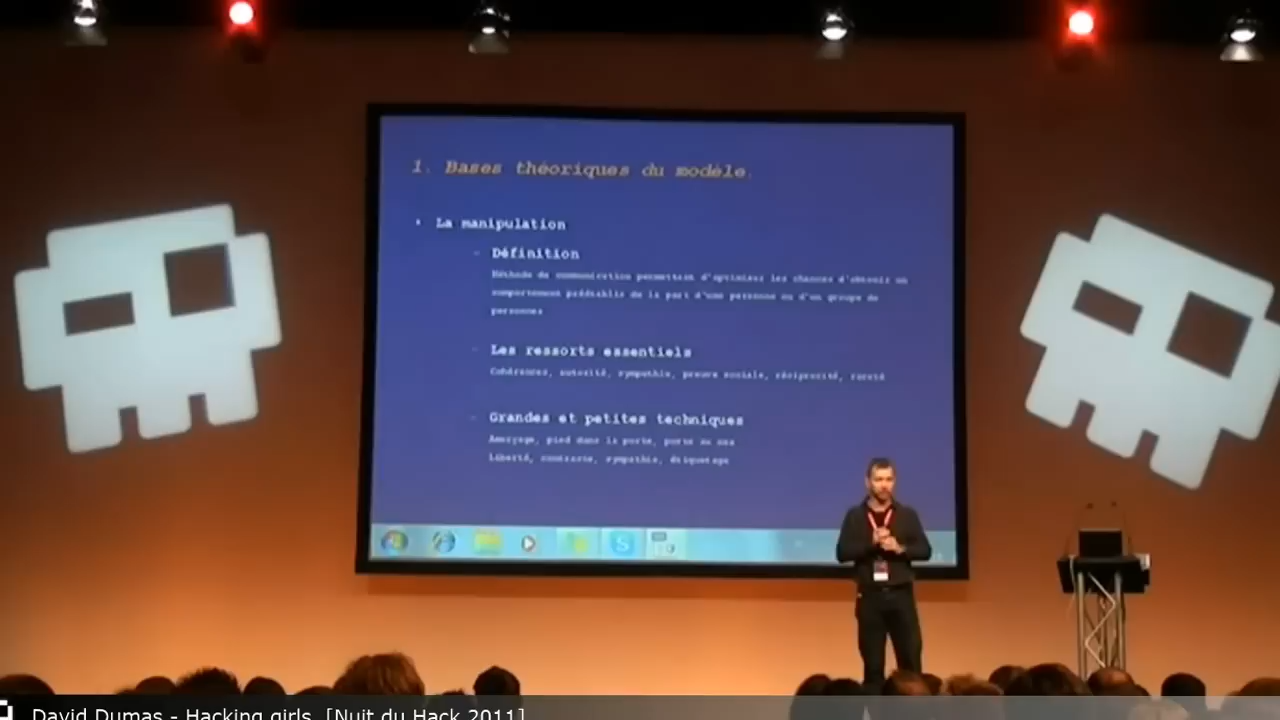 1. Bases théoriques du modèle.
• La manipulation
- Définition
Méthode de communication permettant d'optimiser les chances d'obtenir un
comportement préétabli de la part d'une personne ou d'un groupe de
personnes
- Les ressorts essentiels
Cohérences, autorité, sympathie, preuve sociale, réciprocité, rareté
- Grandes et petites techniques
Amorçage, pied dans la porte, porte au nez
Liberté, contexte, sympathie, étiquetage
David Dumas - Hacking girls [Nuit du Hack 2011]